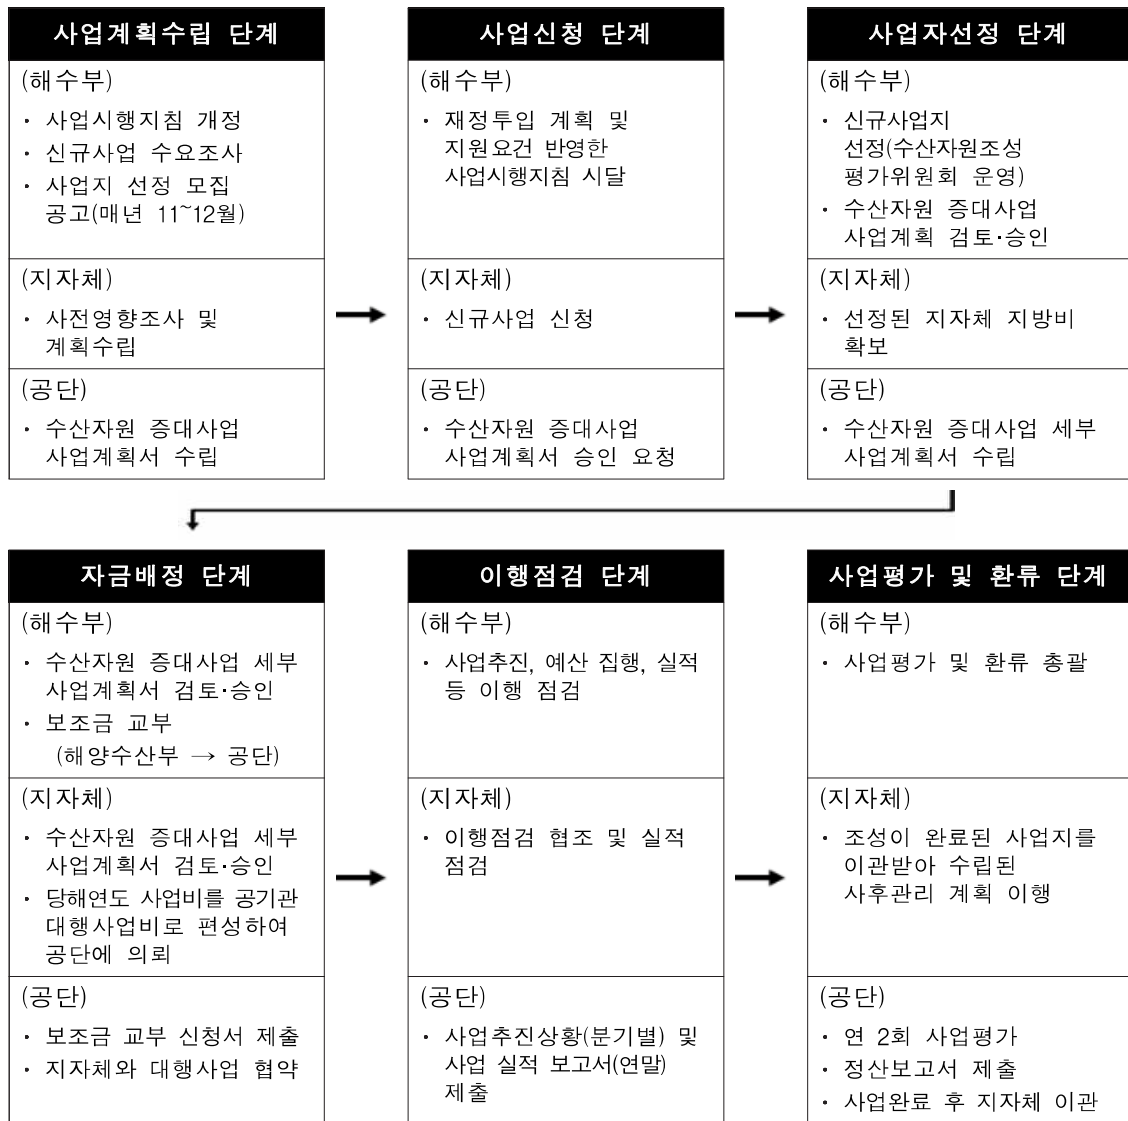 사업계획수립 단계
(해수부)
· 사업시행지침 개정
· 신규사업 수요조사
· 사업지 선정 모집
공고(매년 11~12월)
(지자체)
· 사전영향조사 및
계획수립
(공단)
· 수산자원 증대사업
사업계획서 수립
사업신청 단계
(해수부)
· 재정투입 계획 및
지원요건 반영한
사업시행지침 시달
(지자체)
· 신규사업 신청
(공단)
· 수산자원 증대사업
사업계획서 승인 요청
사업자선정 단계
(해수부)
· 신규사업지
선정(수산자원조성
평가위원회 운영)
· 수산자원 증대사업
사업계획 검토·승인
(지자체)
· 선정된 지자체 지방비
확보
(공단)
· 수산자원 증대사업 세부
사업계획서 수립
자금배정 단계
(해수부)
· 수산자원 증대사업 세부
사업계획서 검토·승인
· 보조금 교부
(해양수산부 → 공단)
(지자체)
· 수산자원 증대사업 세부
사업계획서 검토·승인
· 당해연도 사업비를 공기관
대행사업비로 편성하여
공단에 의뢰
(공단)
· 보조금 교부 신청서 제출
· 지자체와 대행사업 협약
이행점검 단계
(해수부)
· 사업추진, 예산 집행, 실적
등 이행 점검
(지자체)
· 이행점검 협조 및 실적
점검
(공단)
· 사업추진상황(분기별) 및
사업 실적 보고서(연말)
제출
사업평가 및 환류 단계
(해수부)
· 사업평가 및 환류 총괄
(지자체)
· 조성이 완료된 사업지를
이관받아 수립된
사후관리 계획 이행
(공단)
· 연 2회 사업평가
· 정산보고서 제출
· 사업완료 후 지자체 이관